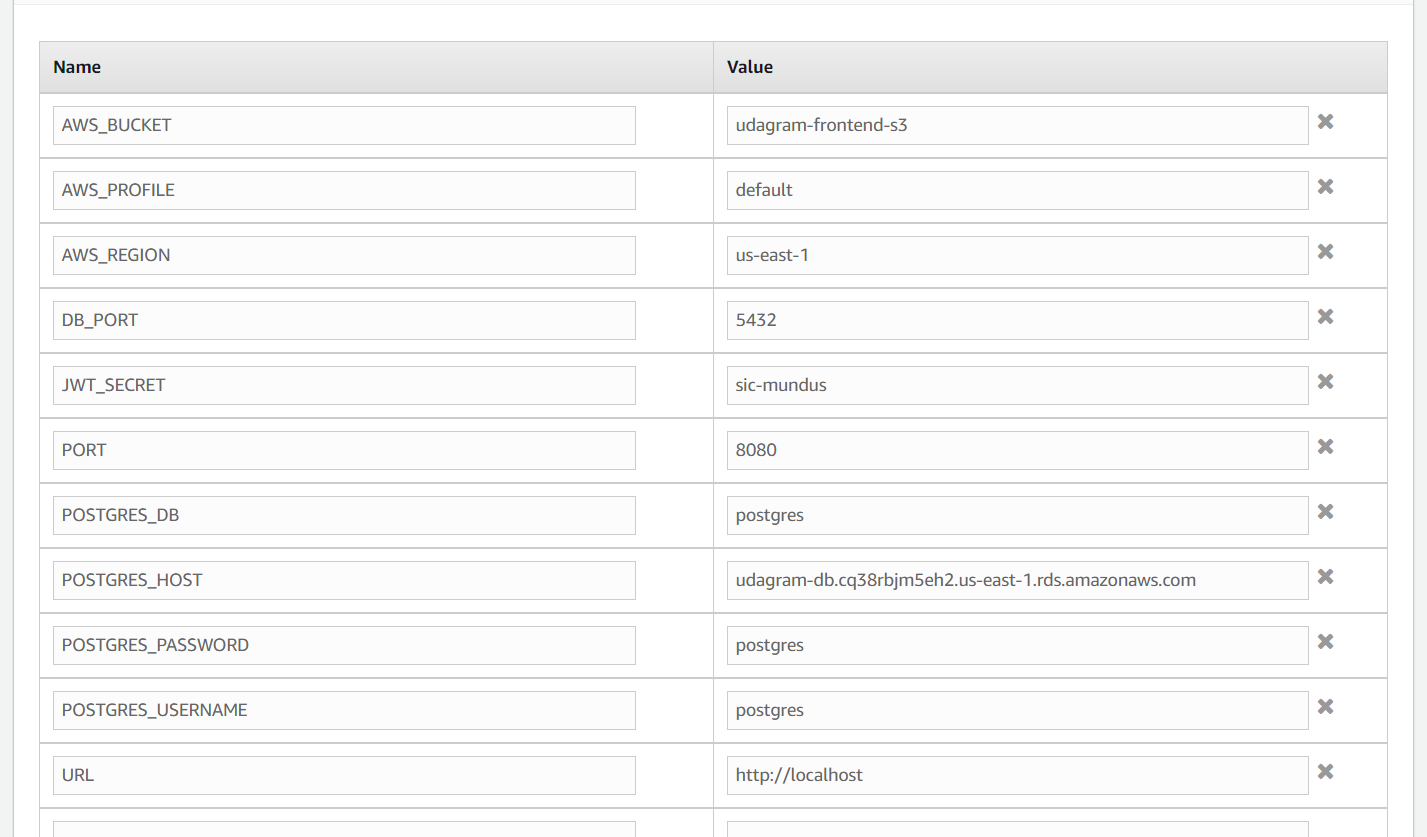 Name Value
AWS_BUCKET udagram-frontend-s3
AWS_PROFILE default
AWS_REGION us-east-1
DB_PORT 5432
JWT_SECRET sic-mundus
PORT 8080
POSTGRES_DB postgres
POSTGRES_HOST udagram-db.cq38rbjm5eh2.us-east-1.rds.amazonaws.com
POSTGRES_PASSWORD postgres
POSTGRES_USERNAME postgres
URL http://localhost